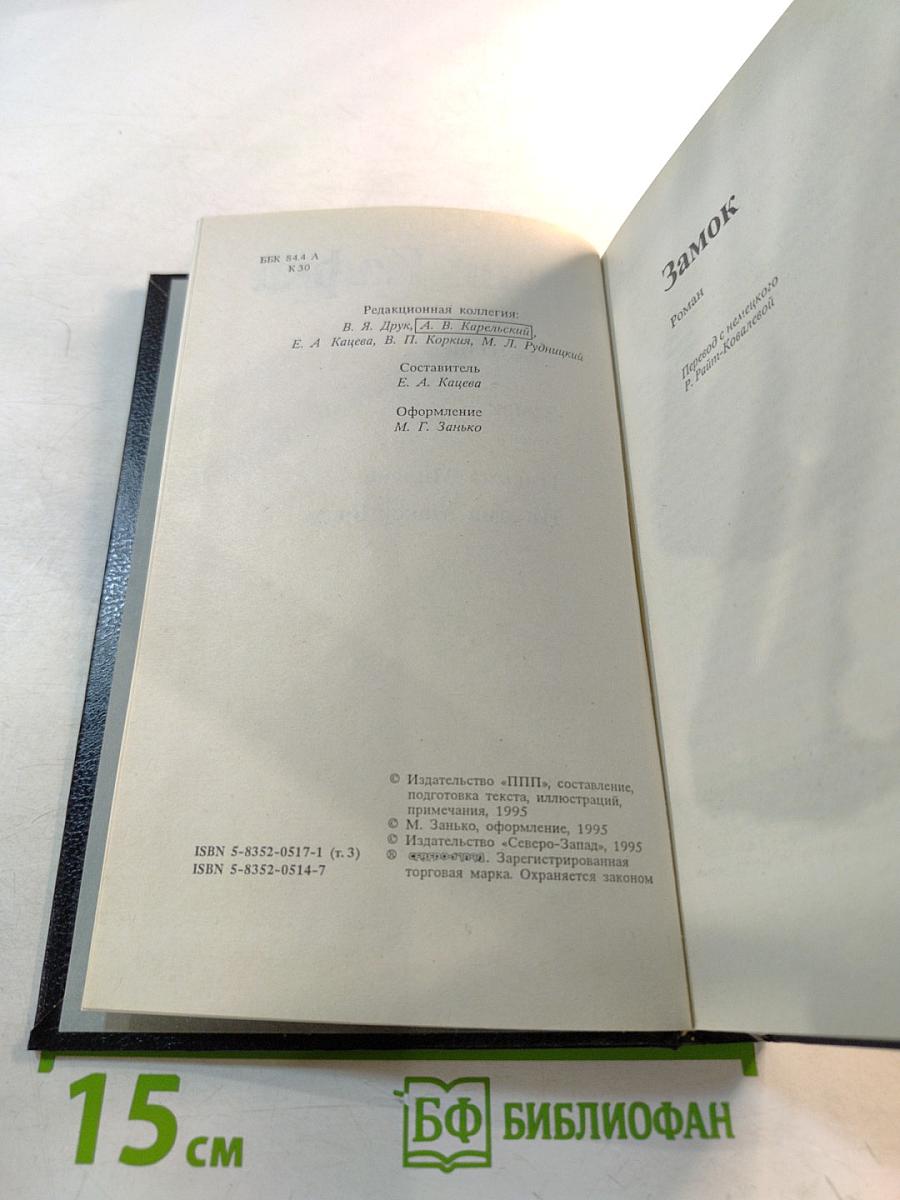 ББК 84.4 А
К 30
Редакционная коллегия:
В. Я. Друк, А. В. Карельский,
Е. А Кацева, В. П. Коркия, М. Л. Рудницкий
Составитель
Е. А. Кацева
Оформление
М. Г. Занько
© Издательство «ППП», составление,
подготовка текста, иллюстраций,
примечания, 1995
© М. Занько, оформление, 1995
© Издательство «Северо-Запад», 1995
® Зарегистрированная
торговая марка. Охраняется законом
ISBN 5-8352-0517-1 (т. 3)
ISBN 5-8352-0514-7
Замок
Роман
Перевод с немецкого
Р. Райт-Ковалевой
15 см
БФ БИБЛИОФАН